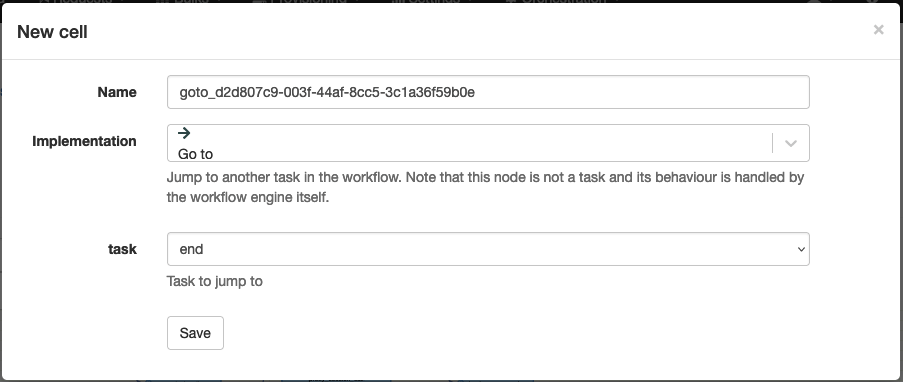 New cell
×
Name
goto_d2d807c9-003f-44af-8cc5-3c1a36f59b0e
Implementation
Go to
Jump to another task in the workflow. Note that this node is not a task and its behaviour is handled by
the workflow engine itself.
task
end
Task to jump to
Save